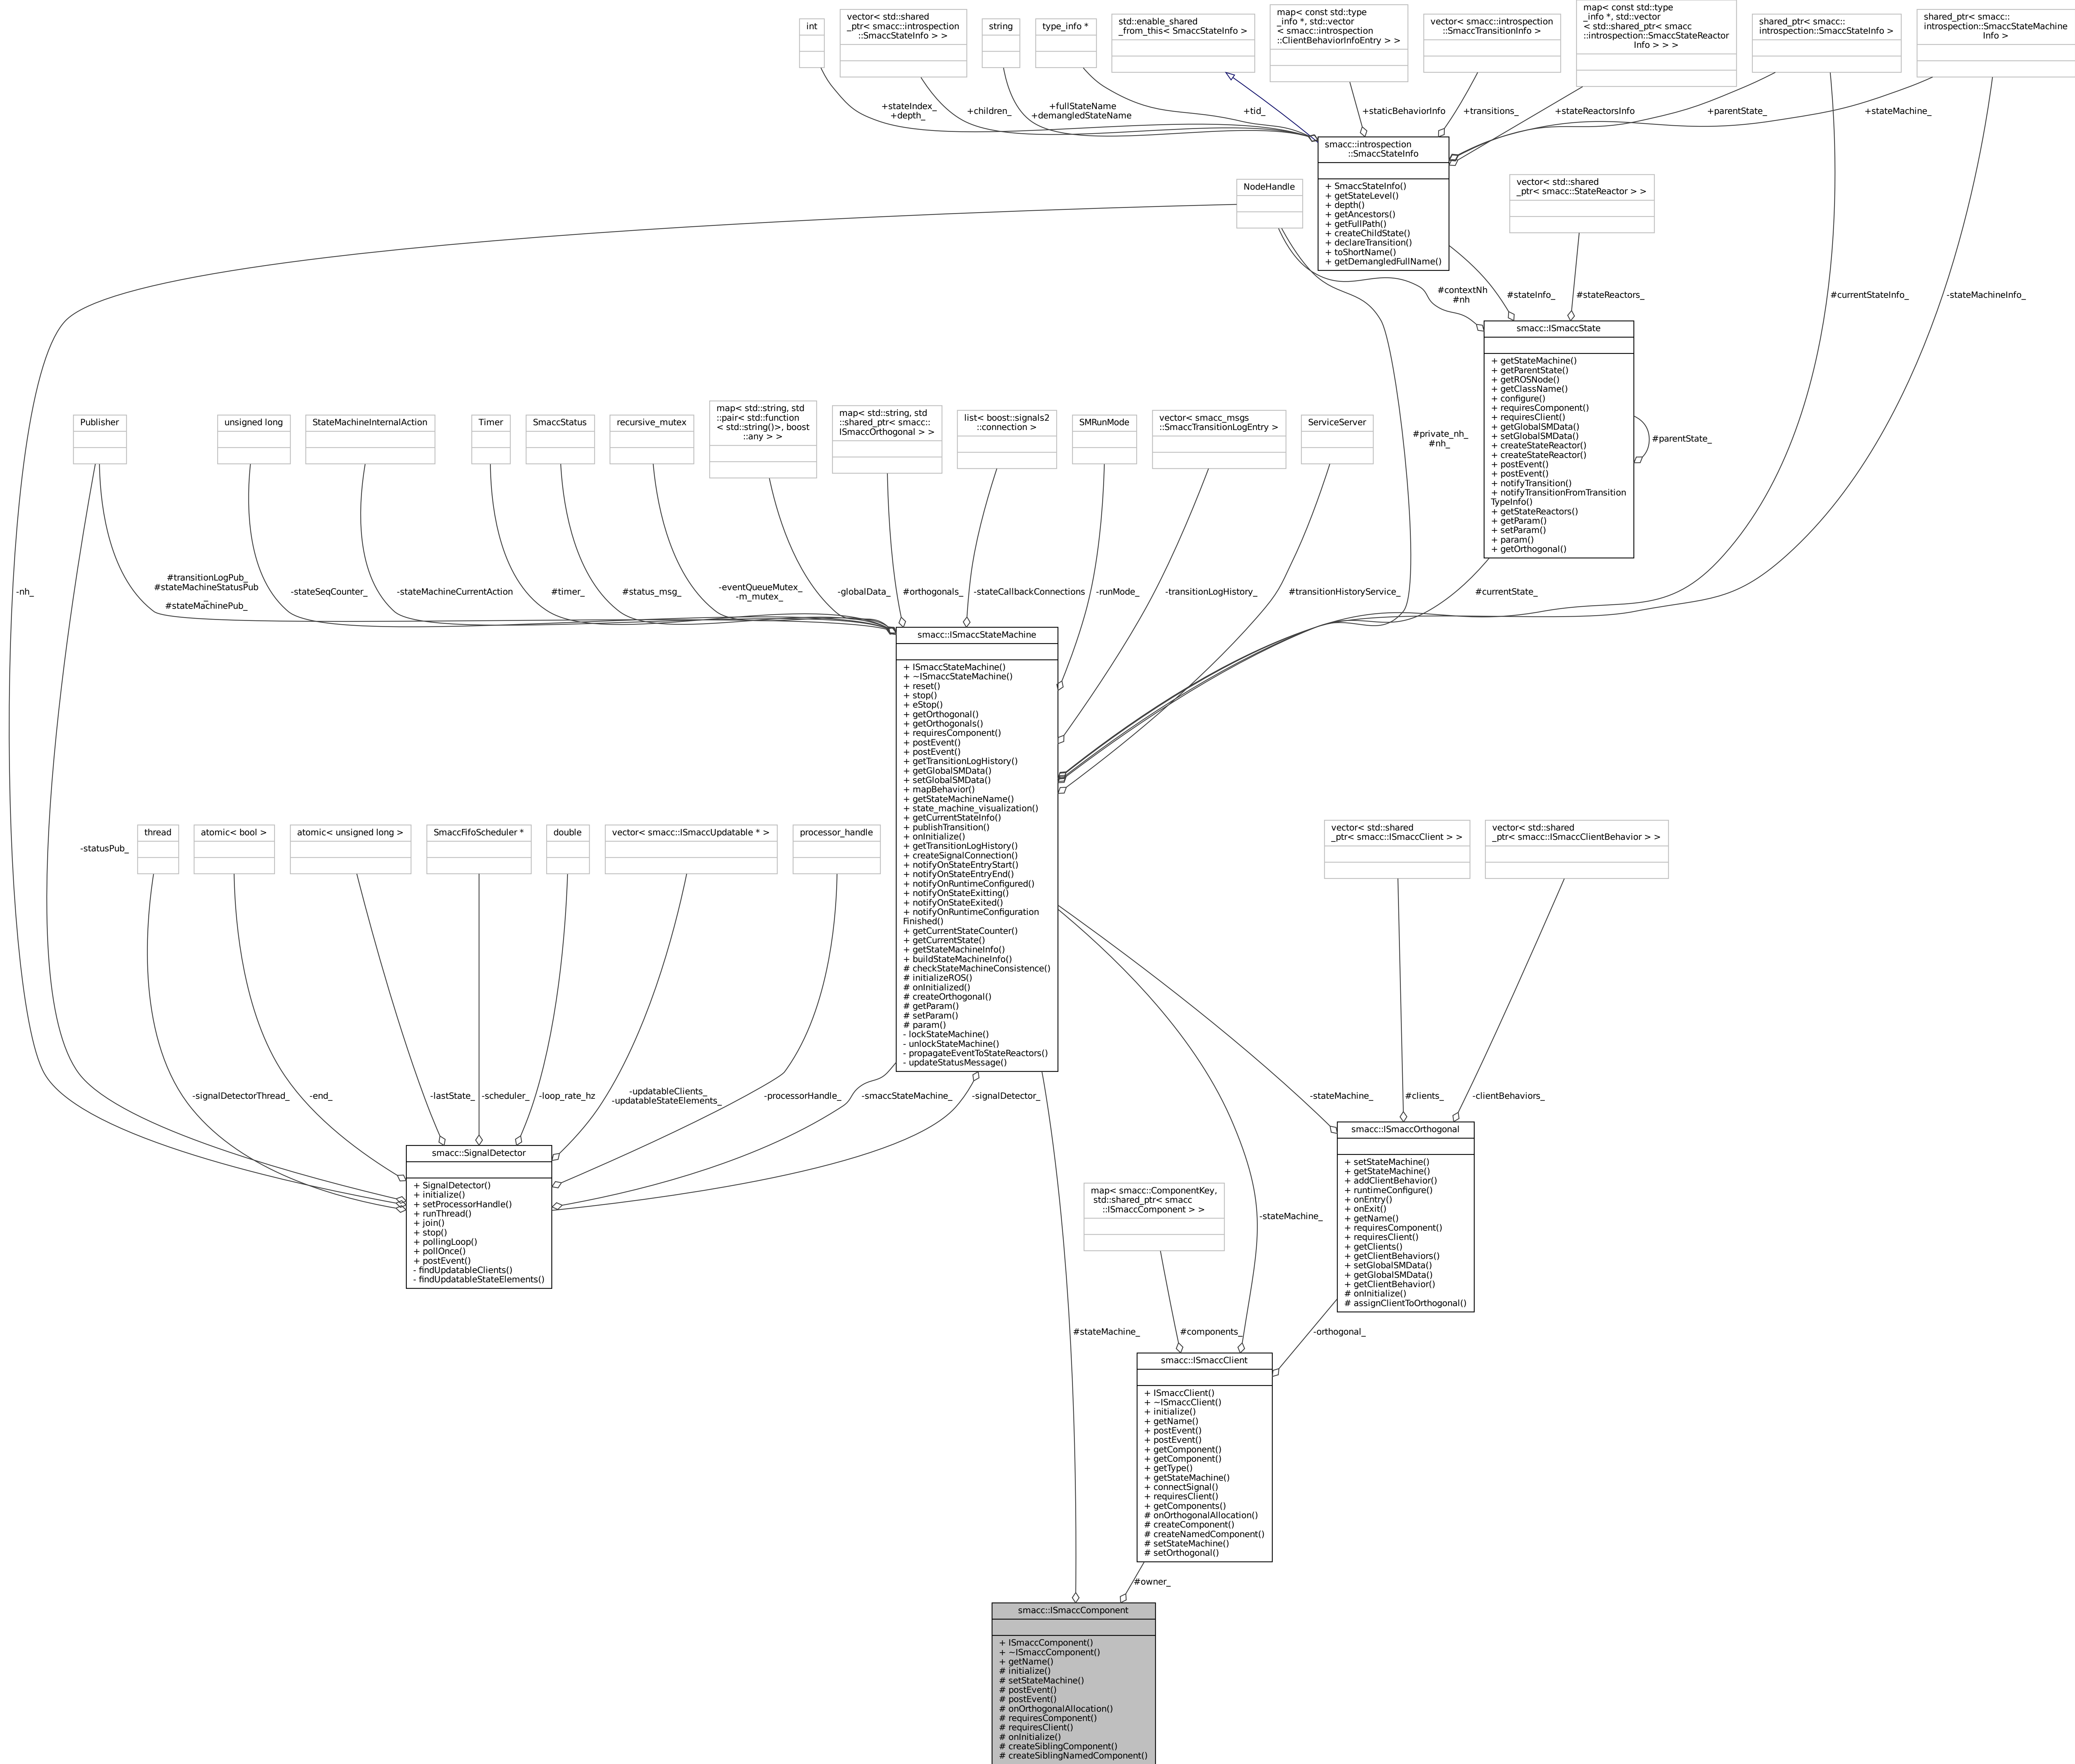 int
vector< std::shared
_ptr< smacc::introspection
::SmaccStateInfo > >
string
type_info *
std::enable_shared
_from_this< SmaccStateInfo >
map< const std::type
_info *, std::vector
< smacc::introspection
::ClientBehaviorInfoEntry > >
vector< smacc::introspection
::SmaccTransitionInfo >
map< const std::type
_info *, std::vector
< std::shared_ptr< smacc
::introspection::SmaccStateReactor
Info > > >
shared_ptr< smacc::
introspection::SmaccStateInfo >
shared_ptr< smacc::
introspection::SmaccStateMachine
Info >
+stateIndex_
+depth_
+children_
+fullStateName
+demangledStateName
+tid_
+staticBehaviorInfo
+transitions_
+stateReactorsInfo
+parentState_
+stateMachine_
smacc::introspection
::SmaccStateInfo
+ SmaccStateInfo()
+ getStateLevel()
+ depth()
+ getAncestors()
+ getFullPath()
+ createChildState()
+ declareTransition()
+ toShortName()
+ getDemangledFullName()
NodeHandle
vector< std::shared
_ptr< smacc::StateReactor > >
#contextNh
#nh
#stateInfo_
#stateReactors_
#currentStateInfo_
-stateMachineInfo_
smacc::ISmaccState
+ getStateMachine()
+ getParentState()
+ getROSNode()
+ getClassName()
+ configure()
+ requiresComponent()
+ requiresClient()
+ getGlobalSMData()
+ setGlobalSMData()
+ createStateReactor()
+ createStateReactor()
+ postEvent()
+ postEvent()
+ notifyTransition()
+ notifyTransitionFromTransition
TypeInfo()
+ getStateReactors()
+ getParam()
+ setParam()
+ param()
+ getOrthogonal()
#parentState_
Publisher
unsigned long
StateMachineInternalAction
Timer
SmaccStatus
recursive_mutex
map< std::string, std
::pair< std::function
< std::string()>, boost
::any > >
map< std::string, std
::shared_ptr< smacc::
ISmaccOrthogonal > >
list< boost::signals2
::connection >
SMRunMode
vector< smacc_msgs
::SmaccTransitionLogEntry >
ServiceServer
#private_nh_
#nh_
-nh_
#transitionLogPub_
#stateMachineStatusPub
_
#stateMachinePub_
-stateSeqCounter_
-stateMachineCurrentAction
#timer_
#status_msg_
-eventQueueMutex_
-m_mutex_
-globalData_
#orthogonals_
-stateCallbackConnections
-runMode_
-transitionLogHistory_
#transitionHistoryService_
#currentState_
smacc::ISmaccStateMachine
+ ISmaccStateMachine()
+ ~ISmaccStateMachine()
+ reset()
+ stop()
+ eStop()
+ getOrthogonal()
+ getOrthogonals()
+ requiresComponent()
+ postEvent()
+ postEvent()
+ getTransitionLogHistory()
+ getGlobalSMData()
+ setGlobalSMData()
+ mapBehavior()
+ getStateMachineName()
+ state_machine_visualization()
+ getCurrentStateInfo()
+ publishTransition()
+ onInitialize()
+ getTransitionLogHistory()
+ createSignalConnection()
+ notifyOnStateEntryStart()
+ notifyOnStateEntryEnd()
+ notifyOnRuntimeConfigured()
+ notifyOnStateExitting()
+ notifyOnStateExited()
+ notifyOnRuntimeConfiguration
Finished()
+ getCurrentStateCounter()
+ getCurrentState()
+ getStateMachineInfo()
+ buildStateMachineInfo()
# checkStateMachineConsistence()
# initializeROS()
# onInitialized()
# createOrthogonal()
# getParam()
# setParam()
# param()
- lockStateMachine()
- unlockStateMachine()
- propagateEventToStateReactors()
- updateStatusMessage()
-statusPub_
thread
atomic< bool >
atomic< unsigned long >
SmaccFifoScheduler *
double
vector< smacc::ISmaccUpdatable * >
processor_handle
vector< std::shared
_ptr< smacc::ISmaccClient > >
vector< std::shared
_ptr< smacc::ISmaccClientBehavior > >
-signalDetectorThread_
-end_
-lastState_
-scheduler_
-loop_rate_hz
-updatableClients_
-updatableStateElements_
-processorHandle_
-smaccStateMachine_
-signalDetector_
-stateMachine_
#clients_
-clientBehaviors_
smacc::SignalDetector
+ SignalDetector()
+ initialize()
+ setProcessorHandle()
+ runThread()
+ join()
+ stop()
+ pollingLoop()
+ pollOnce()
+ postEvent()
- findUpdatableClients()
- findUpdatableStateElements()
smacc::ISmaccOrthogonal
+ setStateMachine()
+ getStateMachine()
+ addClientBehavior()
+ runtimeConfigure()
+ onEntry()
+ onExit()
+ getName()
+ requiresComponent()
+ requiresClient()
+ getClients()
+ getClientBehaviors()
+ setGlobalSMData()
+ getGlobalSMData()
+ getClientBehavior()
# onInitialize()
# assignClientToOrthogonal()
map< smacc::ComponentKey,
std::shared_ptr< smacc
::ISmaccComponent > >
-stateMachine_
#stateMachine_
#components_
-orthogonal_
smacc::ISmaccClient
+ ISmaccClient()
+ ~ISmaccClient()
+ initialize()
+ getName()
+ postEvent()
+ postEvent()
+ getComponent()
+ getComponent()
+ getType()
+ getStateMachine()
+ connectSignal()
+ requiresClient()
+ getComponents()
# onOrthogonalAllocation()
# createComponent()
# createNamedComponent()
# setStateMachine()
# setOrthogonal()
#owner_
smacc::ISmaccComponent
+ ISmaccComponent()
+ ~ISmaccComponent()
+ getName()
# initialize()
# setStateMachine()
# postEvent()
# postEvent()
# onOrthogonalAllocation()
# requiresComponent()
# requiresClient()
# onInitialize()
# createSiblingComponent()
# createSiblingNamedComponent()